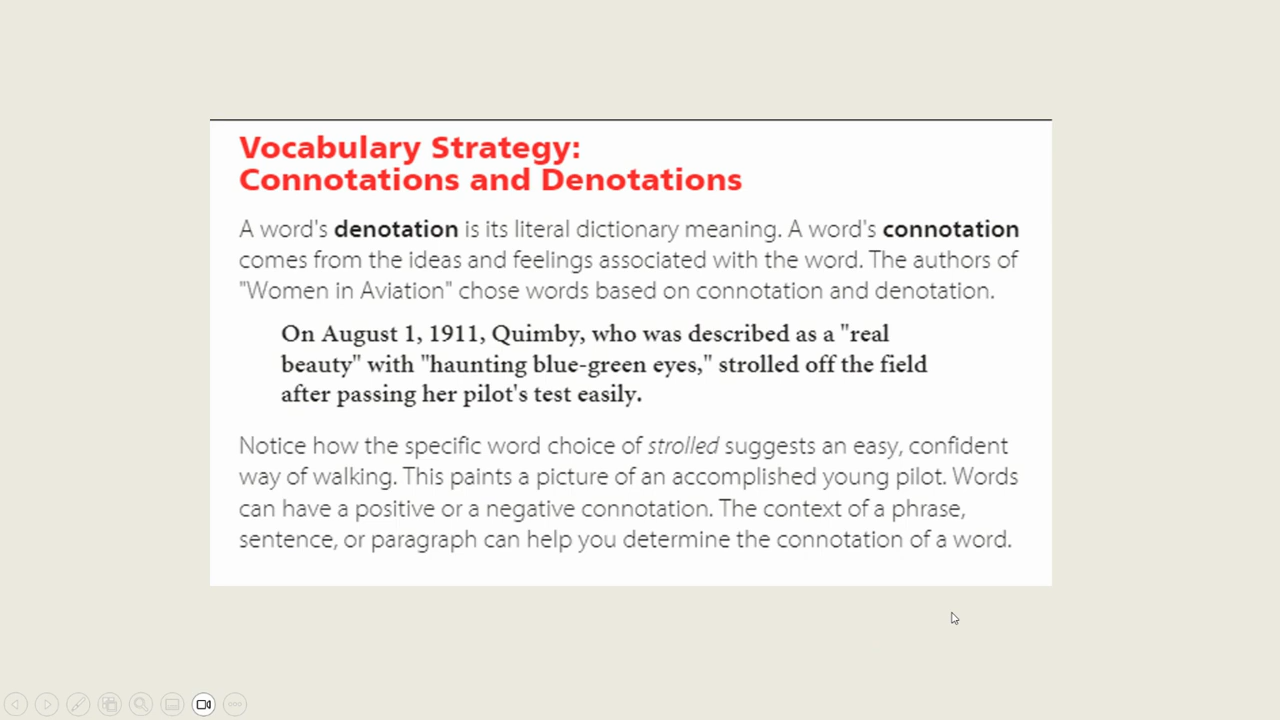 Vocabulary Strategy:
Connotations and Denotations
A word's denotation is its literal dictionary meaning. A word's connotation
comes from the ideas and feelings associated with the word. The authors of
"Women in Aviation" chose words based on connotation and denotation.
On August 1, 1911, Quimby, who was described as a "real
beauty" with "haunting blue-green eyes," strolled off the field
after passing her pilot's test easily.
Notice how the specific word choice of strolled suggests an easy, confident
way of walking. This paints a picture of an accomplished young pilot. Words
can have a positive or a negative connotation. The context of a phrase,
sentence, or paragraph can help you determine the connotation of a word.